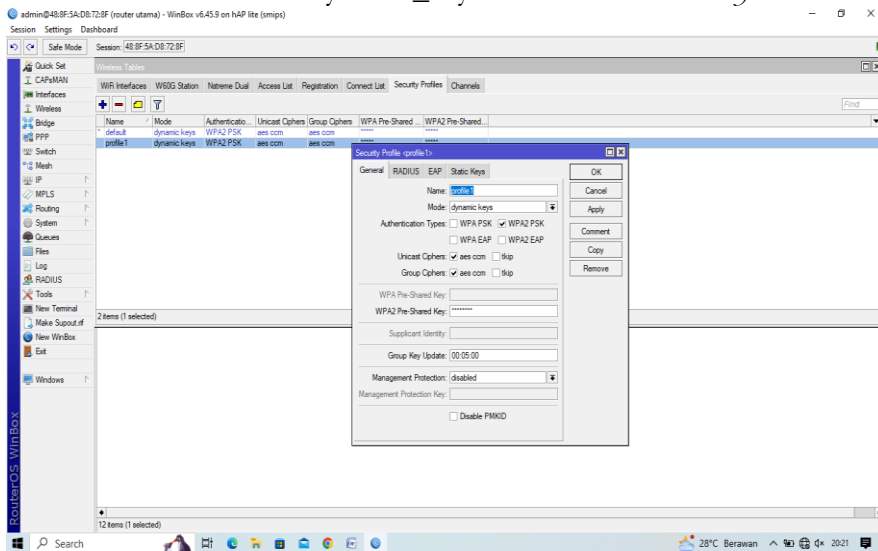 admin@48:8F:5A:D8:72:8F (router utama) - WinBox v6.45.9 on hAP lite (smips)
Session Settings Dashboard
Safe Mode Session: 48:8F:5A:D8:72:8F
Quick Set
CAPsMAN
Interfaces
Wireless
Bridge
PPP
Switch
Mesh
IP
MPLS
Routing
System
Queues
Files
Log
RADIUS
Tools
New Terminal
Make Supout.rif
New WinBox
Exit
Windows
RouterOS WinBox
Wireless Tables
WiFi Interfaces W60G Station Nstreme Dual Access List Registration Connect List Security Profiles Channels
Find
Name Mode Authenticatio... Unicast Ciphers Group Ciphers WPA Pre-Shared ... WPA2 Pre-Shared...
* default dynamic keys WPA2 PSK aes ccm aes ccm ***** *****
profile1 dynamic keys WPA2 PSK aes ccm aes ccm ***** *****
2 items (1 selected)
Security Profile <profile1>
General RADIUS EAP Static Keys
Name: profile1
Mode: dynamic keys
Authentication Types: WPA PSK WPA2 PSK
WPA EAP WPA2 EAP
Unicast Ciphers: aes ccm tkip
Group Ciphers: aes ccm tkip
WPA Pre-Shared Key:
WPA2 Pre-Shared Key: ********
Supplicant Identity:
Group Key Update: 00:05:00
Management Protection: disabled
Management Protection Key:
Disable PMKID
OK
Cancel
Apply
Comment
Copy
Remove
12 items (1 selected)
Search
28°C Berawan 20:21